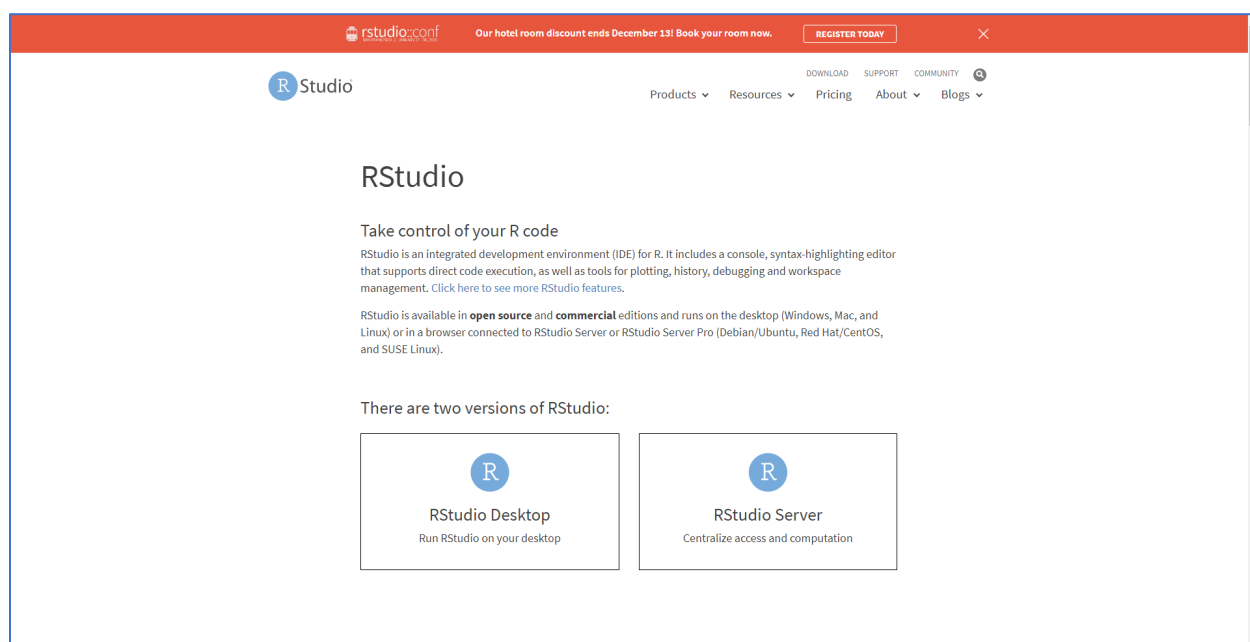 rstudio::conf
Our hotel room discount ends December 13! Book your room now.
REGISTER TODAY
R Studio
DOWNLOAD SUPPORT COMMUNITY
Products Resources Pricing About Blogs
RStudio
Take control of your R code
RStudio is an integrated development environment (IDE) for R. It includes a console, syntax-highlighting editor
that supports direct code execution, as well as tools for plotting, history, debugging and workspace
management. Click here to see more RStudio features.
RStudio is available in open source and commercial editions and runs on the desktop (Windows, Mac, and
Linux) or in a browser connected to RStudio Server or RStudio Server Pro (Debian/Ubuntu, Red Hat/CentOS,
and SUSE Linux).
There are two versions of RStudio:
R
RStudio Desktop
Run RStudio on your desktop
R
RStudio Server
Centralize access and computation